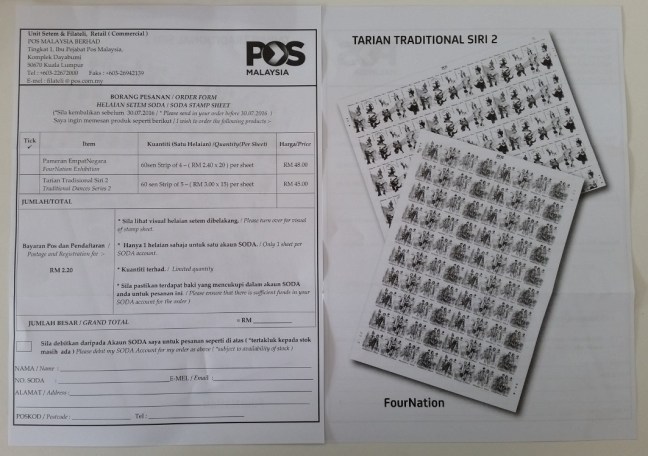 Unit Setem & Filateli, Retail ( Commercial )
POS MALAYSIA BERHAD
Tingkat 1, Ibu Pejabat Pos Malaysia,
Komplek Dayabumi
50670 Kuala Lumpur
Tel : +603-22672000 Faks : +603-26942139
E-mel : filateli @ pos.com.my
POS
MALAYSIA
BORANG PESANAN / ORDER FORM
HELAIAN SETEM SODA / SODA STAMP SHEET
(*Sila kembalikan sebelum 30.07.2016 / * Please send in your order before 30.07.2016 )
Saya ingin memesan produk seperti berikut / I wish to order the following products :-
Tick Item Kuantiti (Satu Helaian) /Quantity(Per Sheet) Harga/Price
✓
Pameran EmpatNegara 60sen Strip of 4 – ( RM 2.40 x 20 ) per sheet RM 48.00
FourNation Exhibition
Tarian Tradisional Siri 2 60 sen Strip of 5 – ( RM 3.00 x 15) per sheet RM 45.00
Traditional Dances Series 2
JUMLAH/TOTAL
* Sila lihat visual helaian setem dibelakang. / Please turn over for visual
of stamp sheet.
Bayaran Pos dan Pendaftaran / * Hanya 1 helaian sahaja untuk satu akaun SODA. / Only 1 sheet per
Postage and Registration for :- SODA account.
RM 2.20 * Kuantiti terhad. / Limited quantity
* Sila pastikan terdapat baki yang mencukupi dalam akaun SODA
anda untuk pesanan ini. / Please ensure that there is sufficient funds in your
SODA account for the order )
JUMLAH BESAR / GRAND TOTAL = RM
Sila debitkan daripada Akaun SODA saya untuk pesanan seperti di atas ( *tertakluk kepada stok
masih ada ) Please debit my SODA Account for my order as above / *subject to availability of stock )
NAMA / Name :
NO. SODA : E-MEL / Email :
ALAMAT / Address :
POSKOD / Postcode : Tel :
TARIAN TRADITIONAL SIRI 2
FourNation